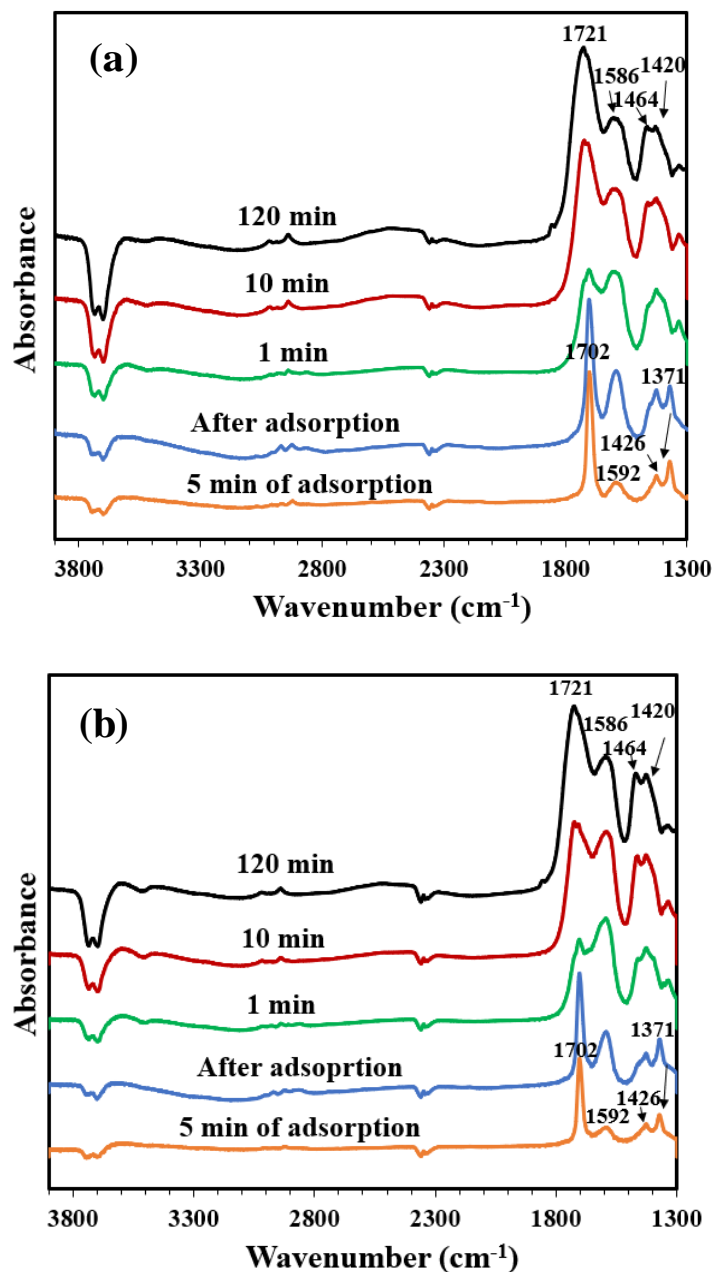 (a)
1721
1586
1420
1464
120 min
10 min
1 min
1702
1371
After adsorption
1426
5 min of adsorption
1592
Absorbance
3800 3300 2800 2300 1800 1300
Wavenumber (cm-1)
(b)
1721
1586
1420
1464
120 min
10 min
1 min
1371
1702
After adsoprtion
1426
1592
5 min of adsorption
Absorbance
3800 3300 2800 2300 1800 1300
Wavenumber (cm-1)